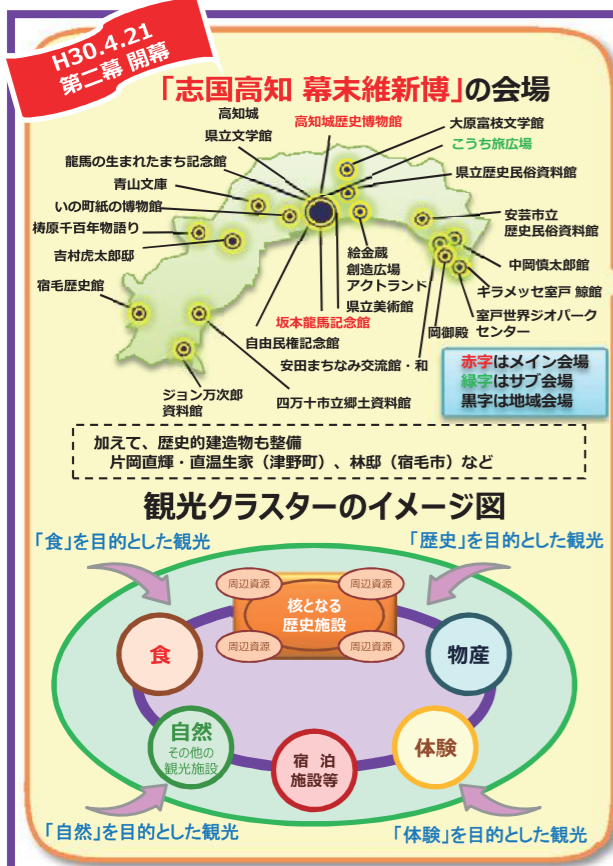 H30.4.21
第二幕 開幕
「志国高知 幕末維新博」の会場
高知城
県立文学館
高知城歴史博物館
大原富枝文学館
こうち旅広場
龍馬の生まれたまち記念館
県立歴史民俗資料館
青山文庫
いの町紙の博物館
安芸市立
歴史民俗資料館
梼原千百年物語り
吉村虎太郎邸
絵金蔵
創造広場
アクトランド
県立美術館
中岡慎太郎館
キラメッセ室戸 鯨館
宿毛歴史館
坂本龍馬記念館
自由民権記念館
岡御殿
室戸世界ジオパーク
センター
安田まちなみ交流館・和
ジョン万次郎
資料館
四万十市立郷土資料館
赤字はメイン会場
緑字はサブ会場
黒字は地域会場
加えて、歴史的建造物も整備
片岡直輝・直温生家（津野町）、林邸（宿毛市）など
観光クラスターのイメージ図
「食」を目的とした観光
「歴史」を目的とした観光
周辺資源
周辺資源
核となる
歴史施設
周辺資源
周辺資源
食
物産
自然
その他の
観光施設
宿 泊
施設等
体験
「自然」を目的とした観光
「体験」を目的とした観光